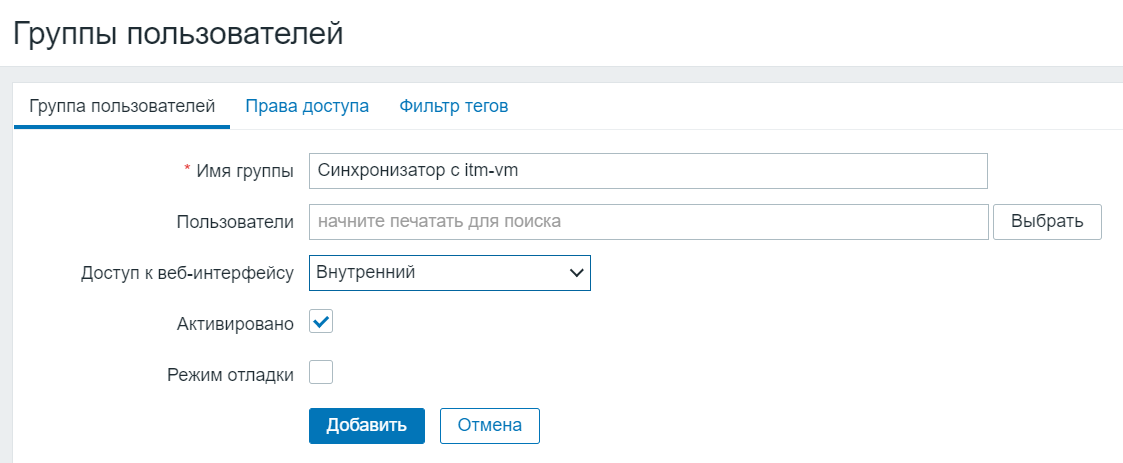 Группы пользователей
Группа пользователей Права доступа Фильтр тегов
* Имя группы Синхронизатор с itm-vm
Пользователи начните печатать для поиска Выбрать
Доступ к веб-интерфейсу Внутренний
Активировано
Режим отладки
Добавить Отмена